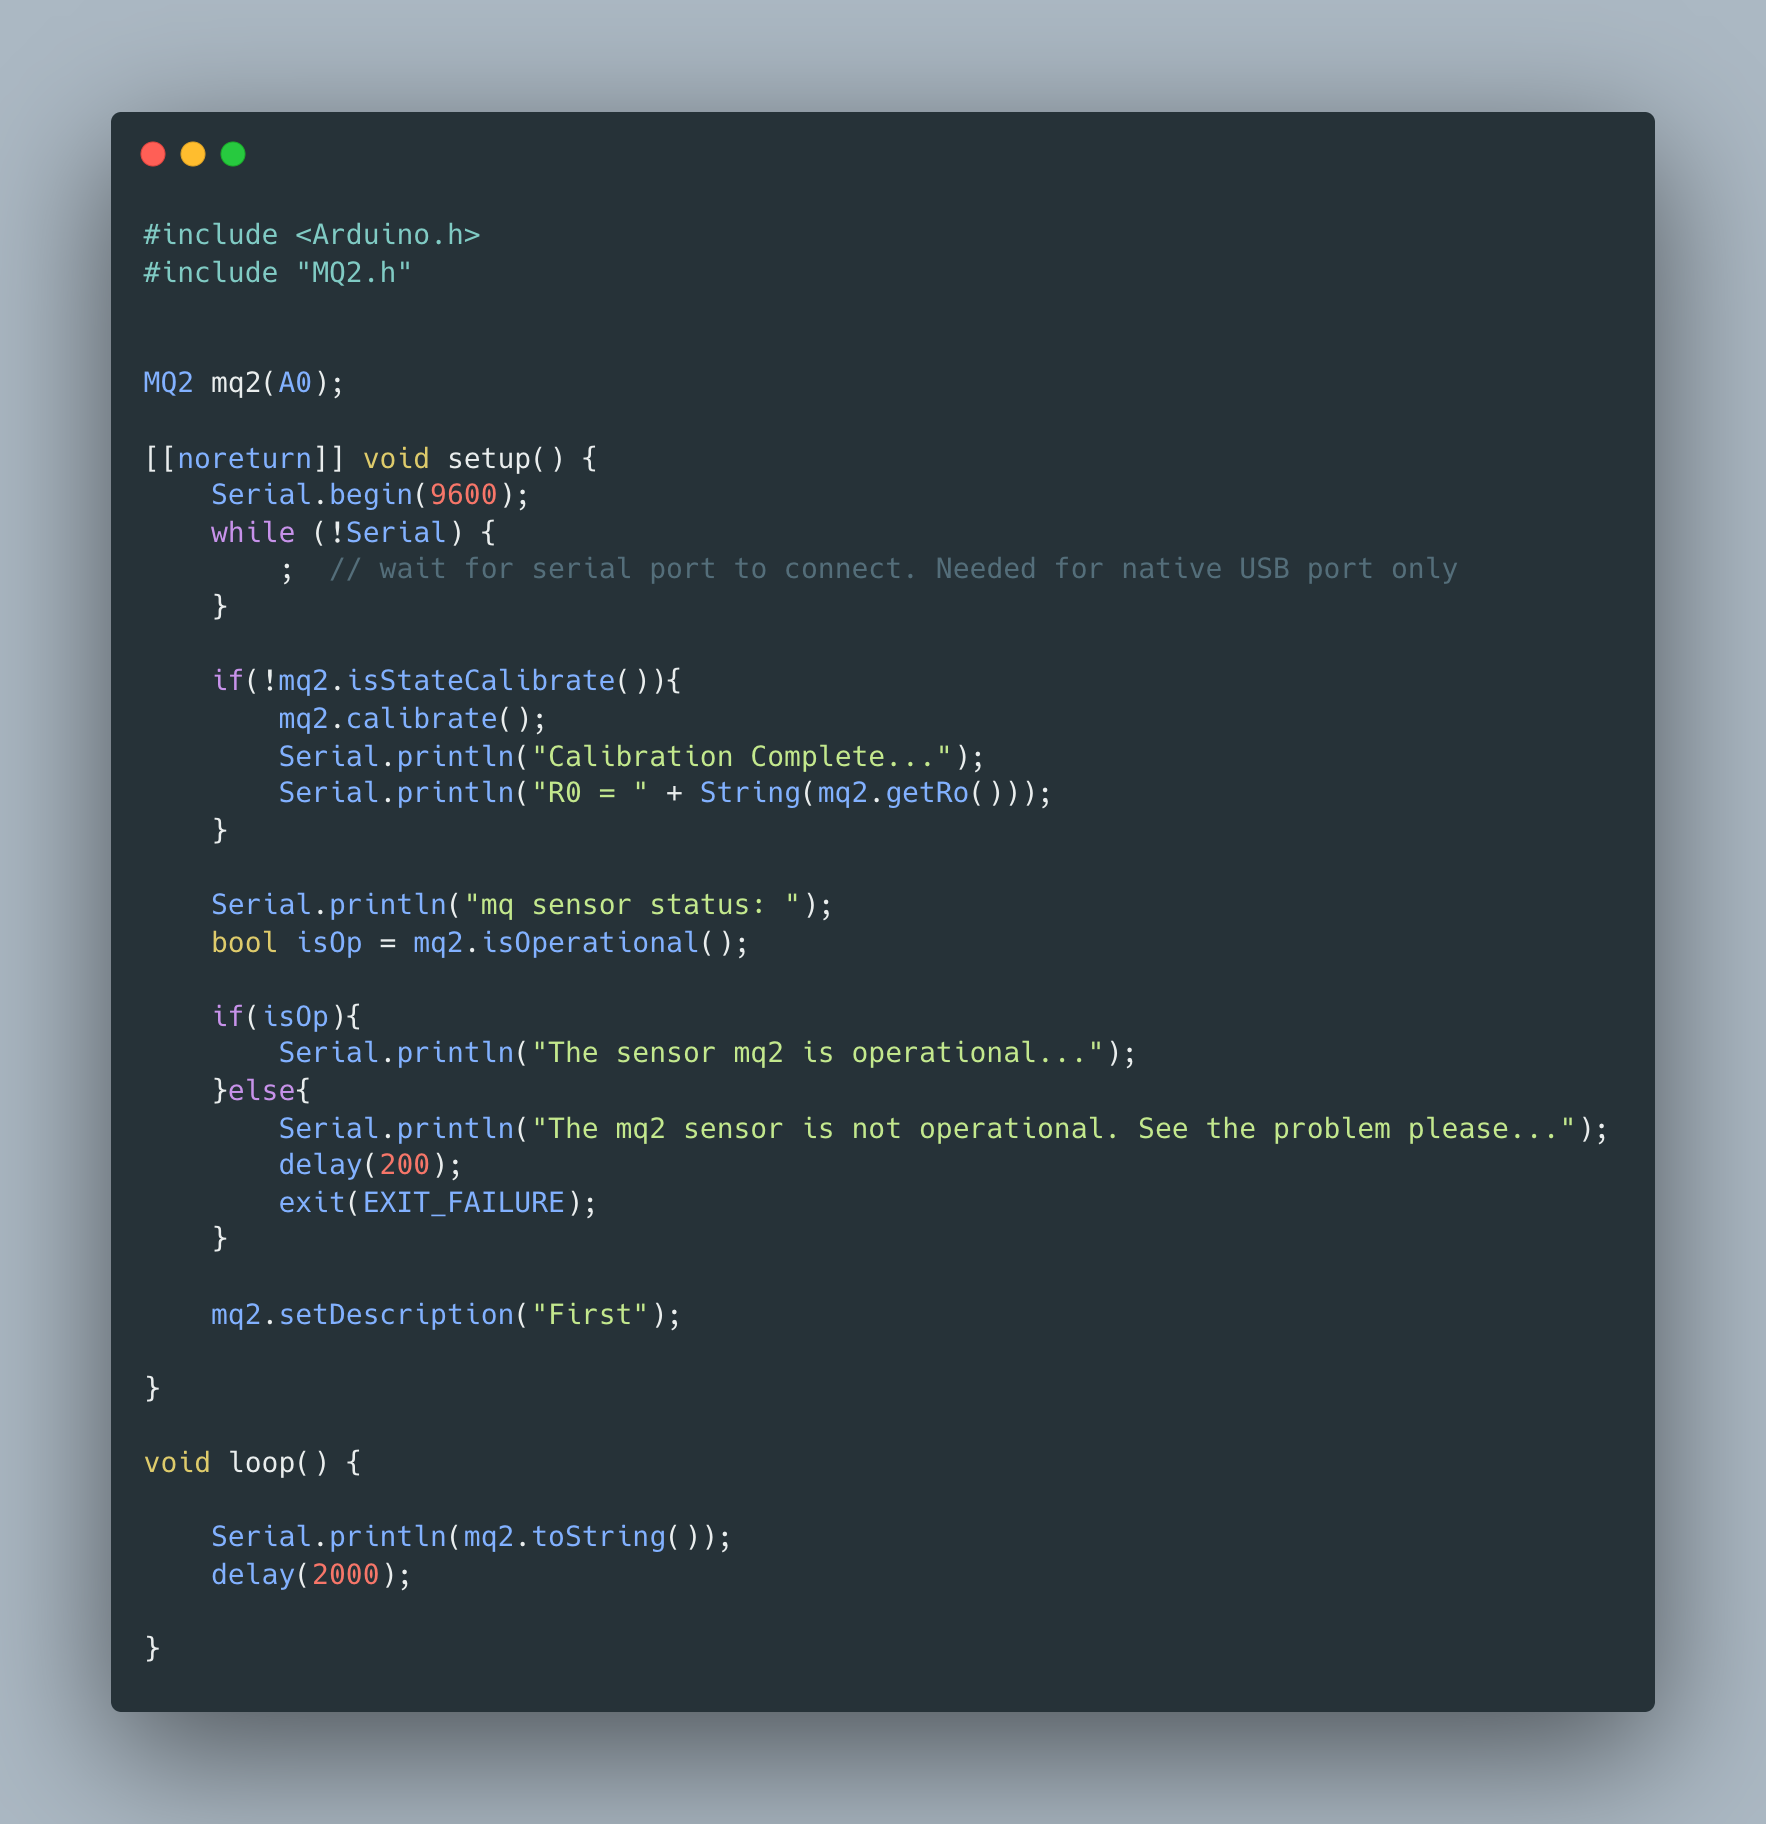 #include <Arduino.h>
#include "MQ2.h"
MQ2 mq2(A0);
[[noreturn]] void setup() {
    Serial.begin(9600);
    while (!Serial) {
        ;  // wait for serial port to connect. Needed for native USB port only
    }
    if(!mq2.isStateCalibrate()){
        mq2.calibrate();
        Serial.println("Calibration Complete...");
        Serial.println("R0 = " + String(mq2.getRo()));
    }
    Serial.println("mq sensor status: ");
    bool isOp = mq2.isOperational();
    if(isOp){
        Serial.println("The sensor mq2 is operational...");
    }else{
        Serial.println("The mq2 sensor is not operational. See the problem please...");
        delay(200);
        exit(EXIT_FAILURE);
    }
    mq2.setDescription("First");
}
void loop() {
    Serial.println(mq2.toString());
    delay(2000);
}